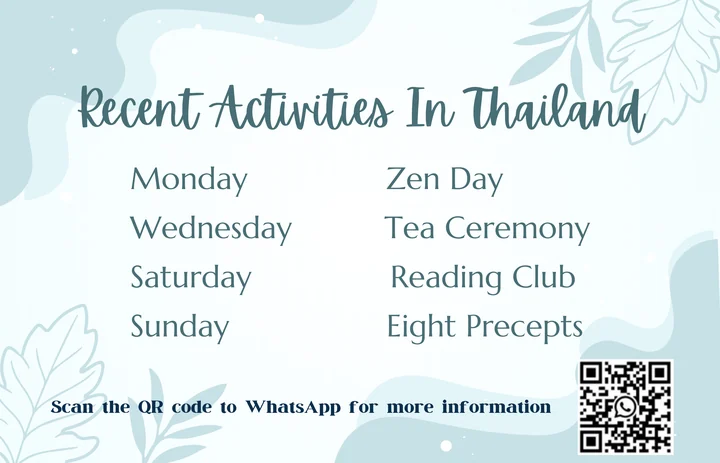 Recent Activities In Thailand
Monday Zen Day
Wednesday Tea Ceremony
Saturday Reading Club
Sunday Eight Precepts
Scan the QR code to WhatsApp for more information